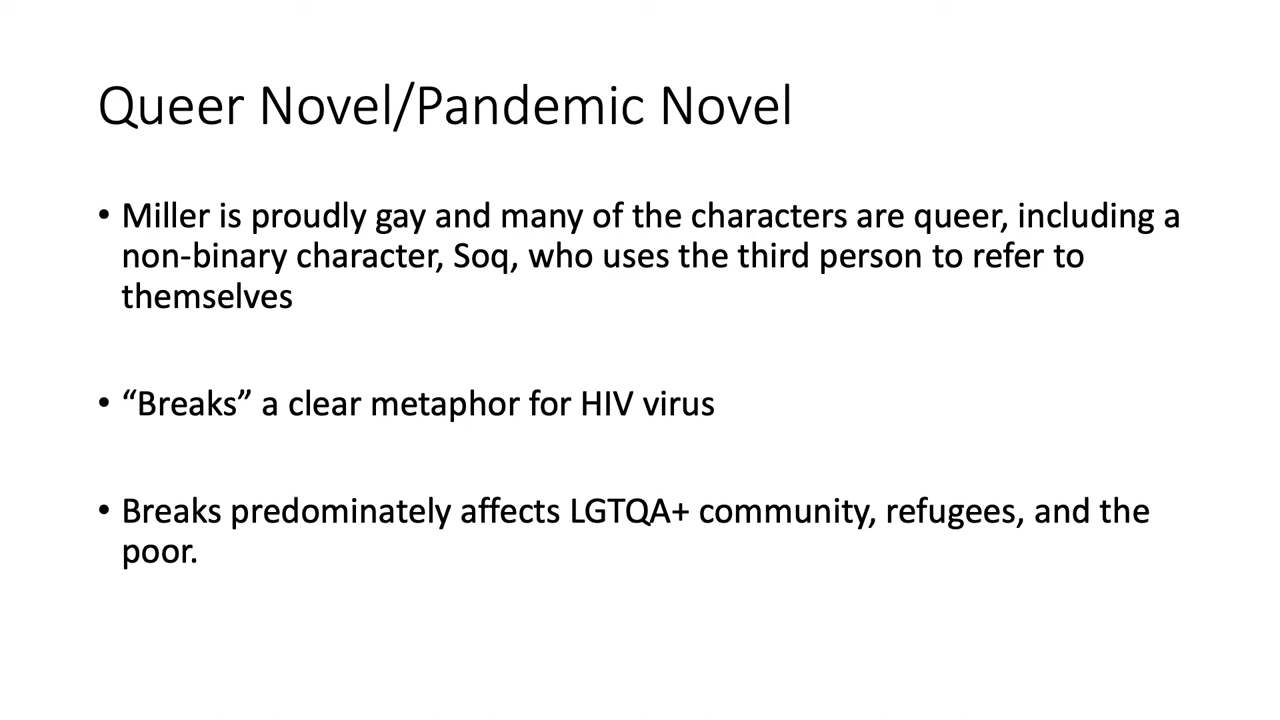 Queer Novel/Pandemic Novel
• Miller is proudly gay and many of the characters are queer, including a
non-binary character, Soq, who uses the third person to refer to
themselves
• “Breaks” a clear metaphor for HIV virus
• Breaks predominately affects LGTQA+ community, refugees, and the
poor.